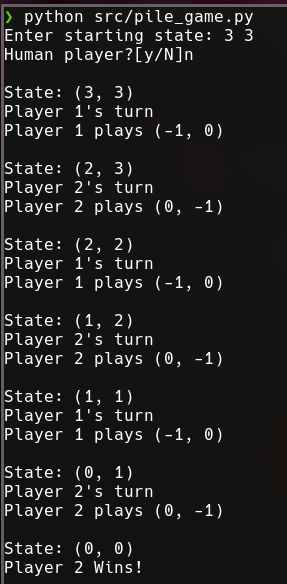 ❯ python src/pile_game.py
Enter starting state: 3 3
Human player?[y/N]n
State: (3, 3)
Player 1's turn
Player 1 plays (-1, 0)
State: (2, 3)
Player 2's turn
Player 2 plays (0, -1)
State: (2, 2)
Player 1's turn
Player 1 plays (-1, 0)
State: (1, 2)
Player 2's turn
Player 2 plays (0, -1)
State: (1, 1)
Player 1's turn
Player 1 plays (-1, 0)
State: (0, 1)
Player 2's turn
Player 2 plays (0, -1)
State: (0, 0)
Player 2 Wins!